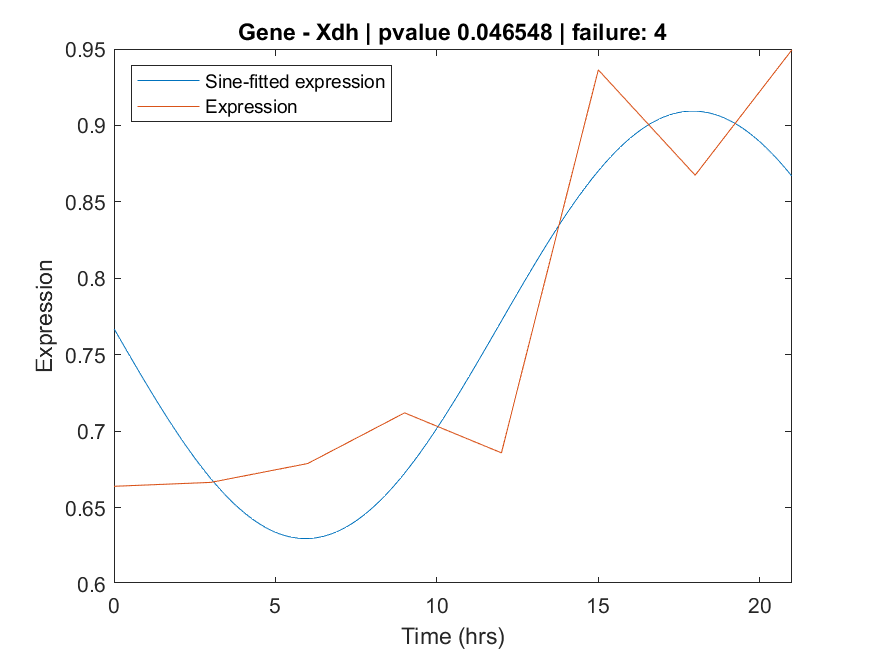 Gene - Xdh | pvalue 0.046548 | failure: 4
0.95
Sine-fitted expression
Expression
0.9
0.85
0.8
0.75
0.7
0.65
0.6
Expression
0
5
10
15
20
Time (hrs)